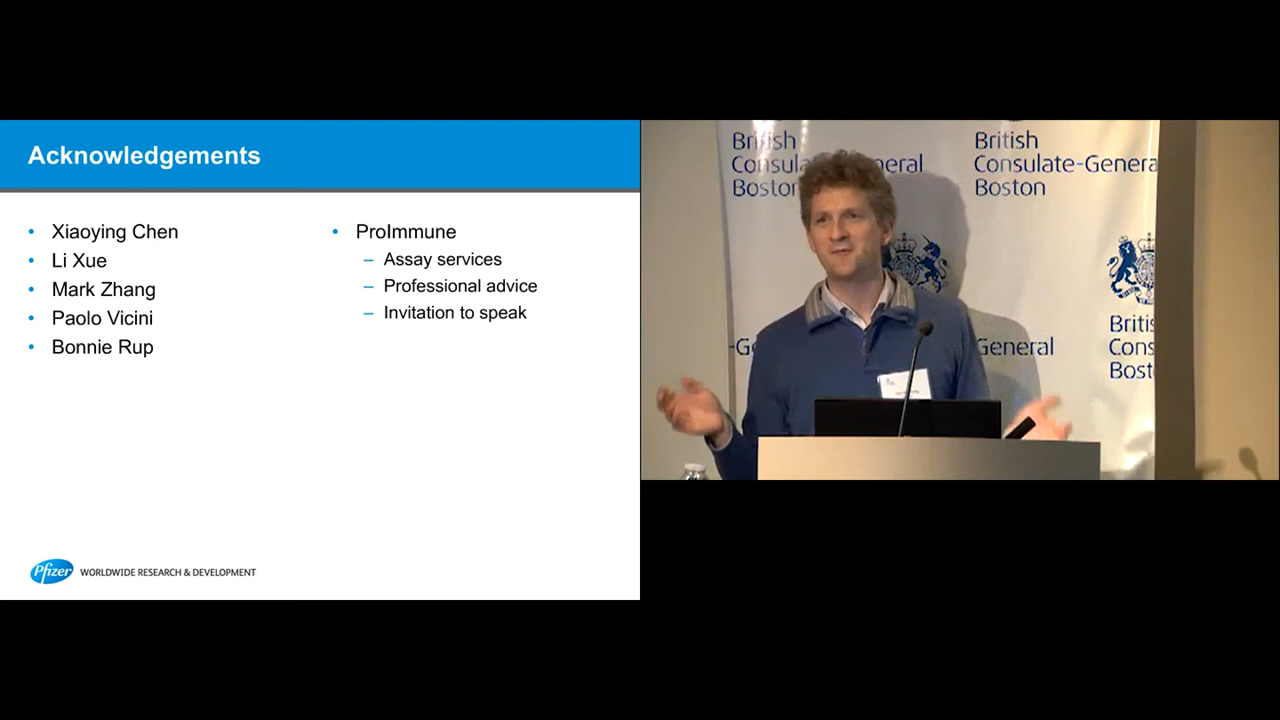 Acknowledgements
• Xiaoying Chen
• Li Xue
• Mark Zhang
• Paolo Vicini
• Bonnie Rup
• ProImmune
– Assay services
– Professional advice
– Invitation to speak
Pfizer WORLDWIDE RESEARCH & DEVELOPMENT
British
Consulate-General
Boston
British
Consulate-General
Boston
General